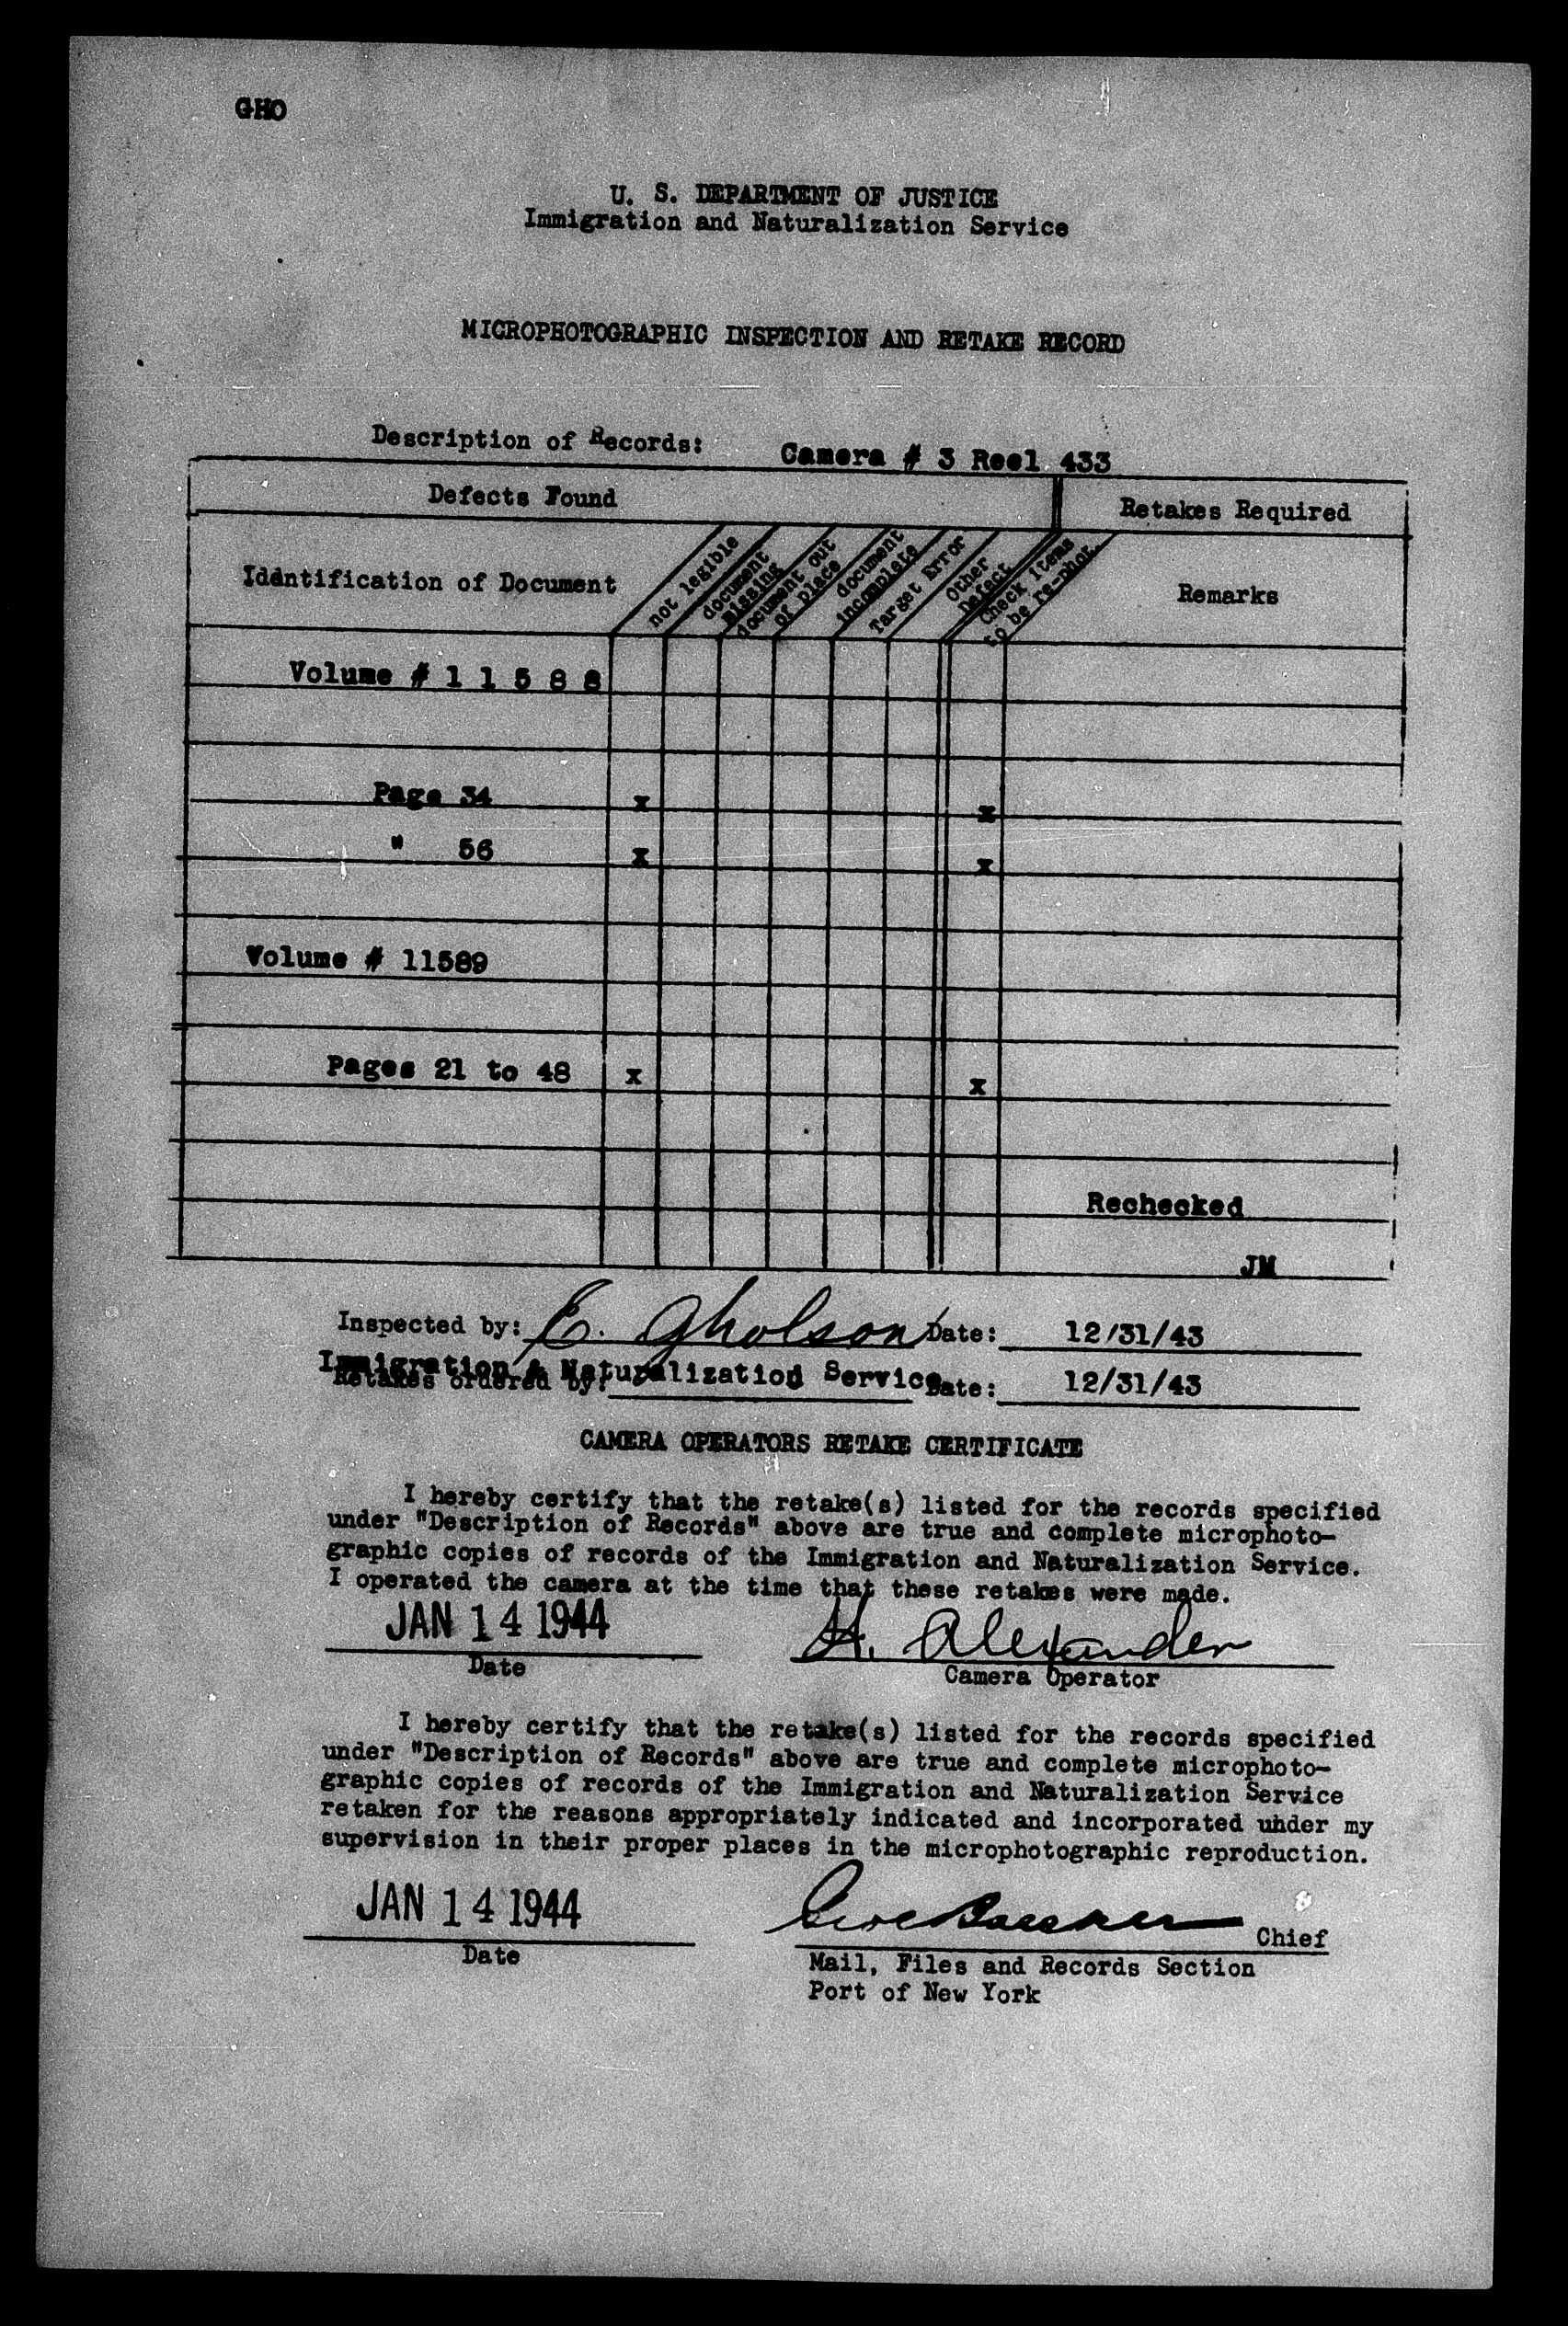 GHO
U. S. DEPARTMENT OF JUSTICE
Immigration and Naturalization Service
MICROPHOTOGRAPHIC INSPECTION AND RETAKE RECORD
Description of Records: Camera # 3 Reel 433
Defects Found
Retakes Required
Identification of Document
not legible
document missing
document out of place
document incomplete
Target Error
Other Defect
Check items to be re-phot.
Remarks
Volume # 1 1 5 8 8
Page 34 x x
" 56 x x
Volume # 11589
Pages 21 to 48 x x
Rechecked
JM
Inspected by: E. Gholson Date: 12/31/43
Immigration & Naturalization Service
Retakes ordered by: Date: 12/31/43
CAMERA OPERATORS RETAKE CERTIFICATE
I hereby certify that the retake(s) listed for the records specified
under "Description of Records" above are true and complete microphoto-
graphic copies of records of the Immigration and Naturalization Service.
I operated the camera at the time that these retakes were made.
JAN 14 1944 H. Alexander
Date Camera Operator
I hereby certify that the retake(s) listed for the records specified
under "Description of Records" above are true and complete microphoto-
graphic copies of records of the Immigration and Naturalization Service
retaken for the reasons appropriately indicated and incorporated uhder my
supervision in their proper places in the microphotographic reproduction.
JAN 14 1944 Chief
Date Mail, Files and Records Section
Port of New York